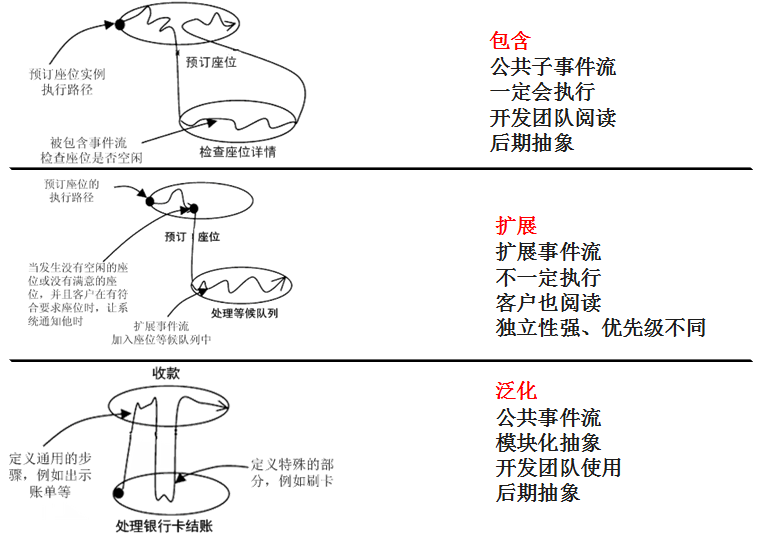 预订座位
预订座位实例
执行路径
被包含事件流
检查座位是否空闲
检查座位详情
包含
公共子事件流
一定会执行
开发团队阅读
后期抽象
预订座位的
执行路径
预订座位
当发生没有空闲的座
位或没有满意的座
位，并且客户在有符
合要求座位时，让系
统通知他时
处理等候队列
扩展事件流
加入座位等候队列中
扩展
扩展事件流
不一定执行
客户也阅读
独立性强、优先级不同
收款
定义通用的步
骤，例如出示
账单等
定义特殊的部
分，例如刷卡
处理银行卡结账
泛化
公共事件流
模块化抽象
开发团队使用
后期抽象